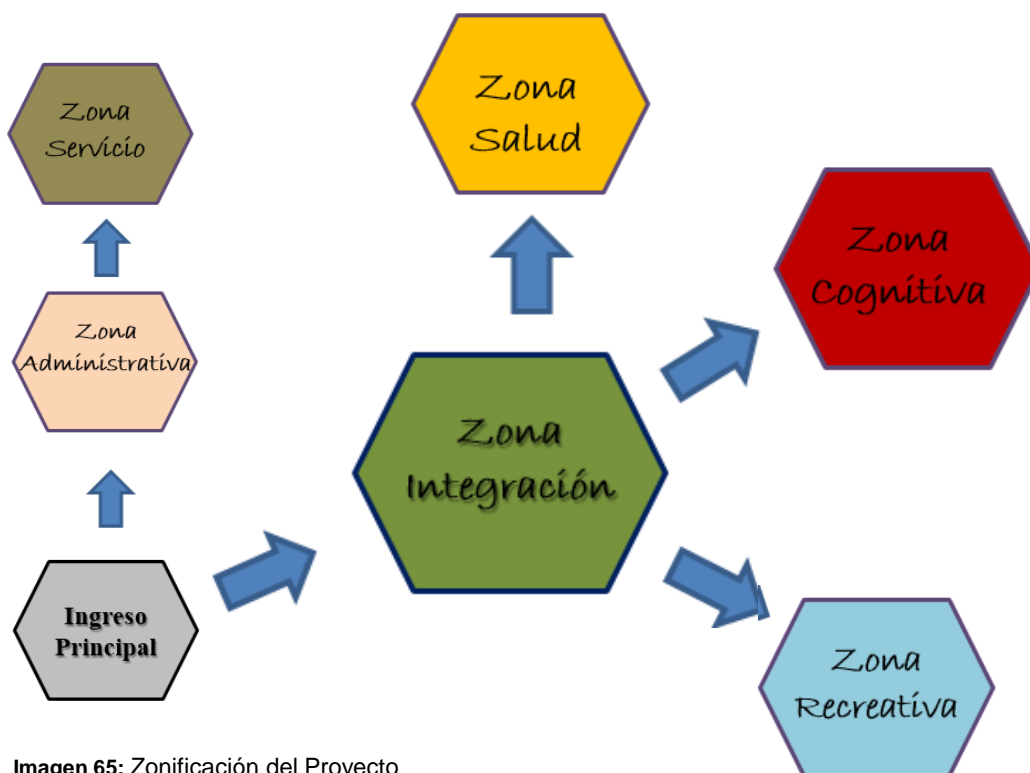 Zona
Servicio
Zona
Salud
Zona
Cognitiva
Zona
Administrativa
Zona
Integración
Ingreso
Principal
Zona
Recreativa
Imagen 65: Zonificación del Proyecto